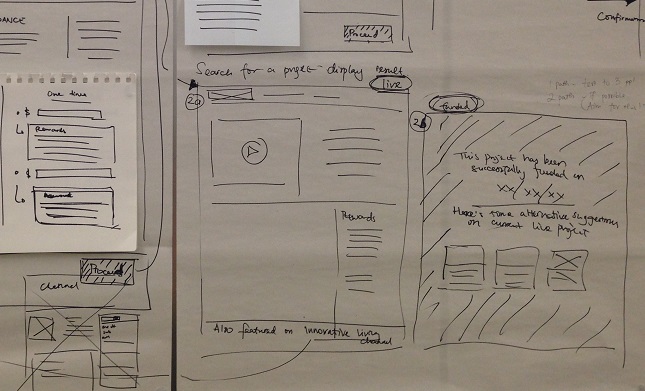 DANCE
Proceed
Confirmation
Search for a project - display result
live
2a
One time
$
Rewards
$
Reward
Rewards
Proceed
Channel
Also featured on Innovative Living
channel
funded
2b
This project has been
successfully funded on
xx/xx/xx
Here's some alternative suggestions
on current live project